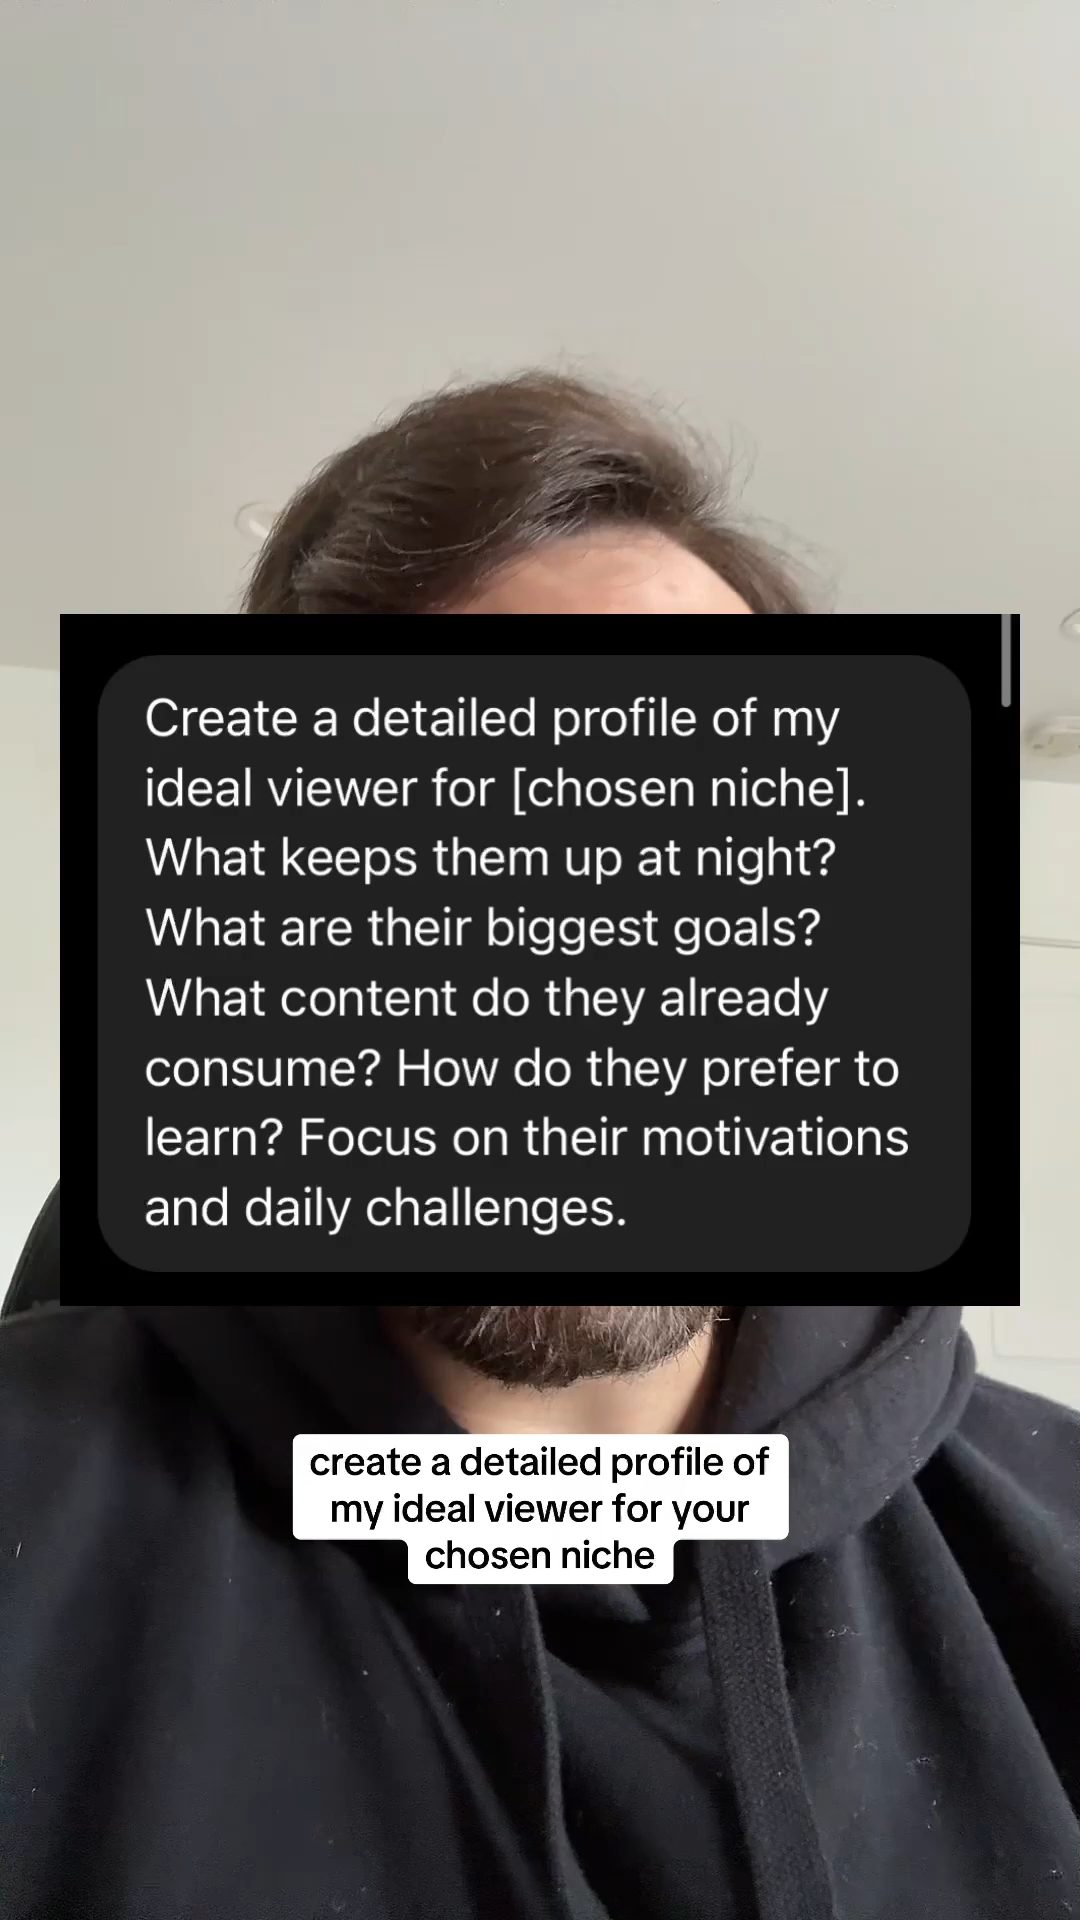 Create a detailed profile of my
ideal viewer for [chosen niche].
What keeps them up at night?
What are their biggest goals?
What content do they already
consume? How do they prefer to
learn? Focus on their motivations
and daily challenges.
create a detailed profile of
my ideal viewer for your
chosen niche